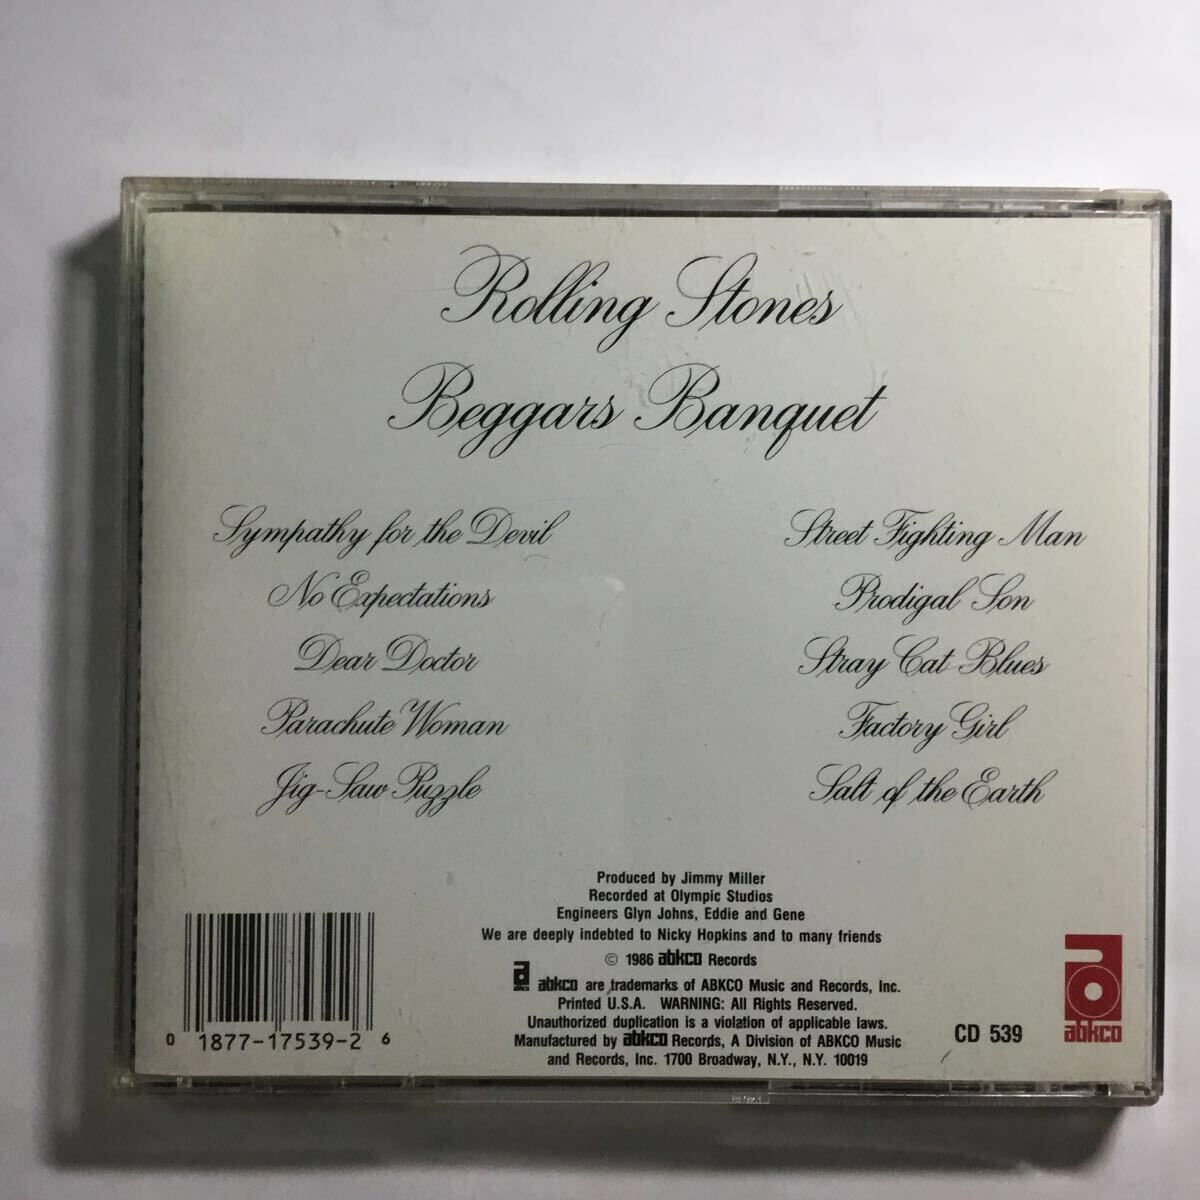 Rolling Stones
Beggars Banquet
Sympathy for the Devil
No Expectations
Dear Doctor
Parachute Woman
Jig-Saw Puzzle
Street Fighting Man
Prodigal Son
Stray Cat Blues
Factory Girl
Salt of the Earth
Produced by Jimmy Miller
Recorded at Olympic Studios
Engineers Glyn Johns, Eddie and Gene
We are deeply indebted to Nicky Hopkins and to many friends
© 1986 abkco Records
abkco are trademarks of ABKCO Music and Records, Inc.
Printed U.S.A. WARNING: All Rights Reserved.
Unauthorized duplication is a violation of applicable laws.
Manufactured by abkco Records, A Division of ABKCO Music
and Records, Inc. 1700 Broadway, N.Y., N.Y. 10019
0 1877-17539-2 6
CD 539
abkco